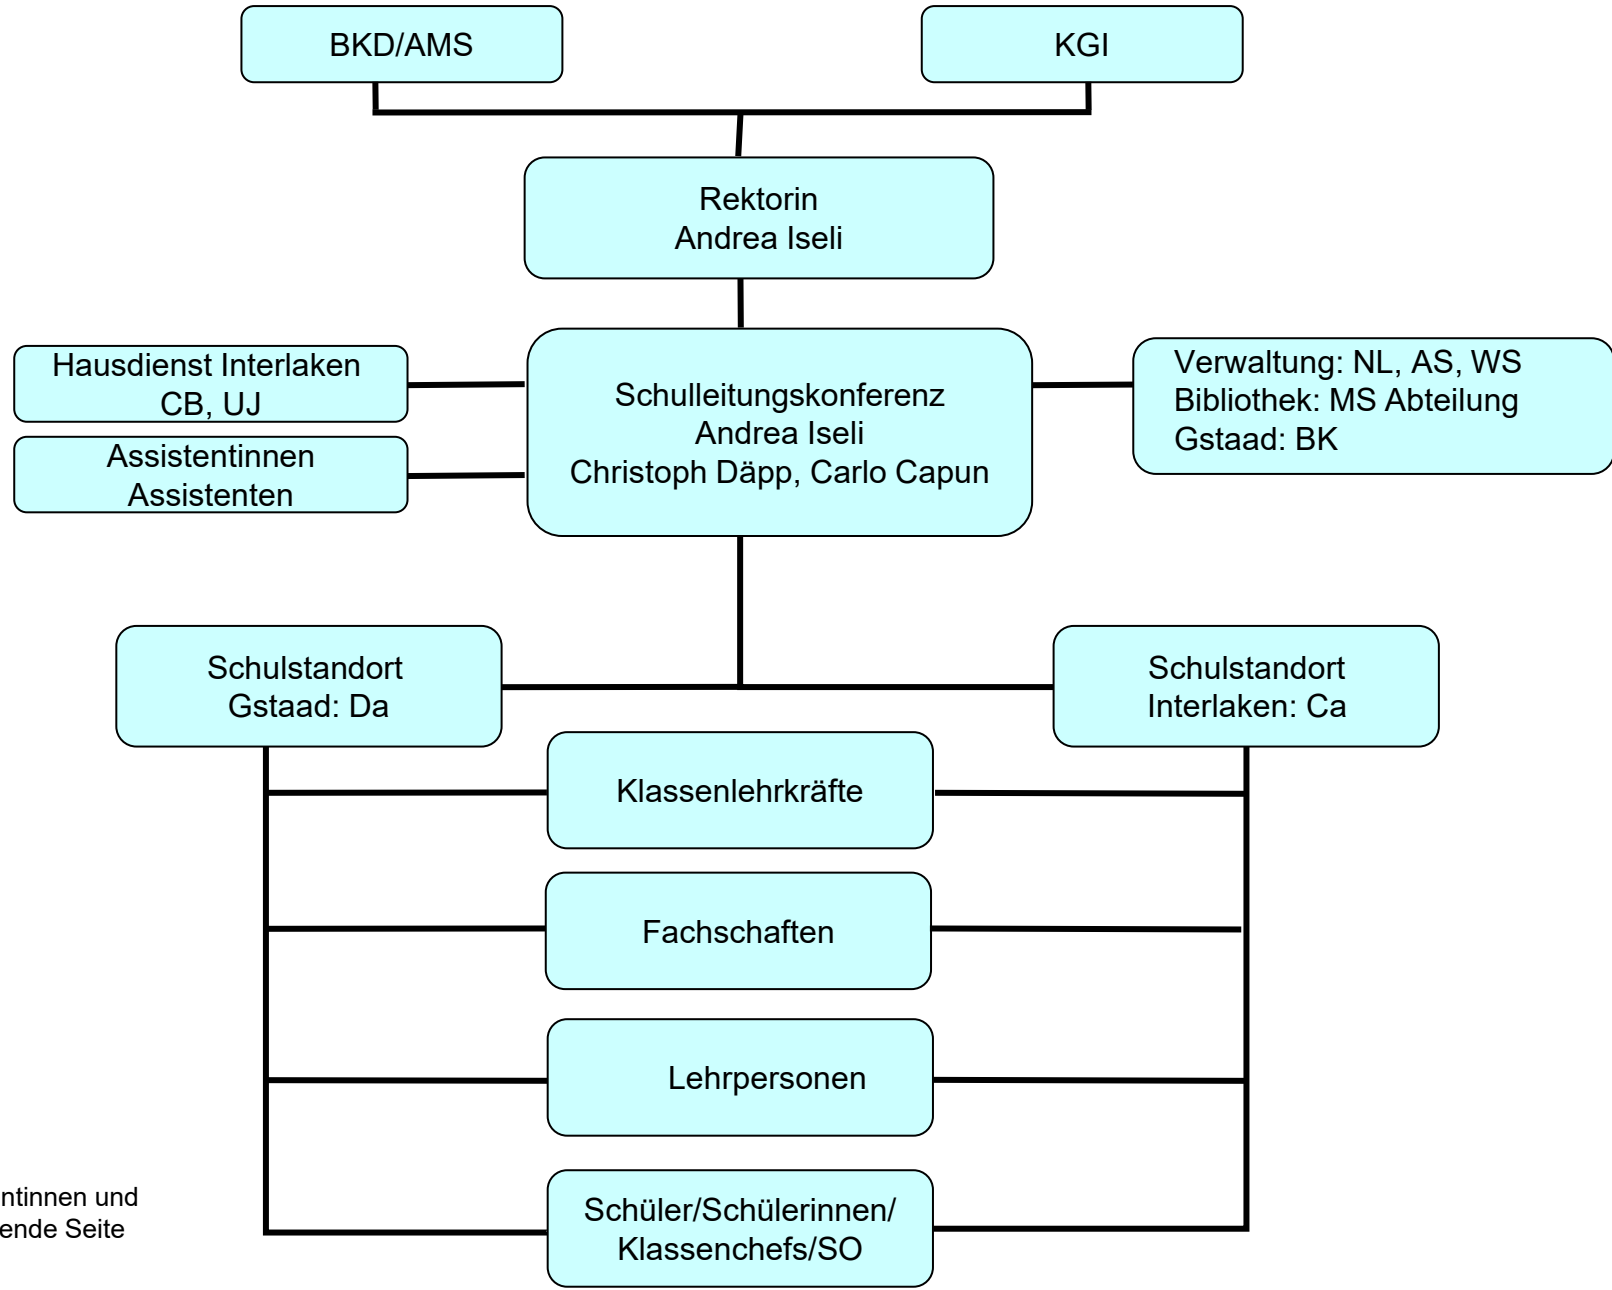 BKD/AMS
KGI
Rektorin
Andrea Iseli
Hausdienst Interlaken
CB, UJ
Assistentinnen
Assistenten
Schulleitungskonferenz
Andrea Iseli
Christoph Däpp, Carlo Capun
Verwaltung: NL, AS, WS
Bibliothek: MS Abteilung
Gstaad: BK
Schulstandort
Gstaad: Da
Schulstandort
Interlaken: Ca
Klassenlehrkräfte
Fachschaften
Lehrpersonen
Schüler/Schülerinnen/
Klassenchefs/SO
ntinnen und
ende Seite